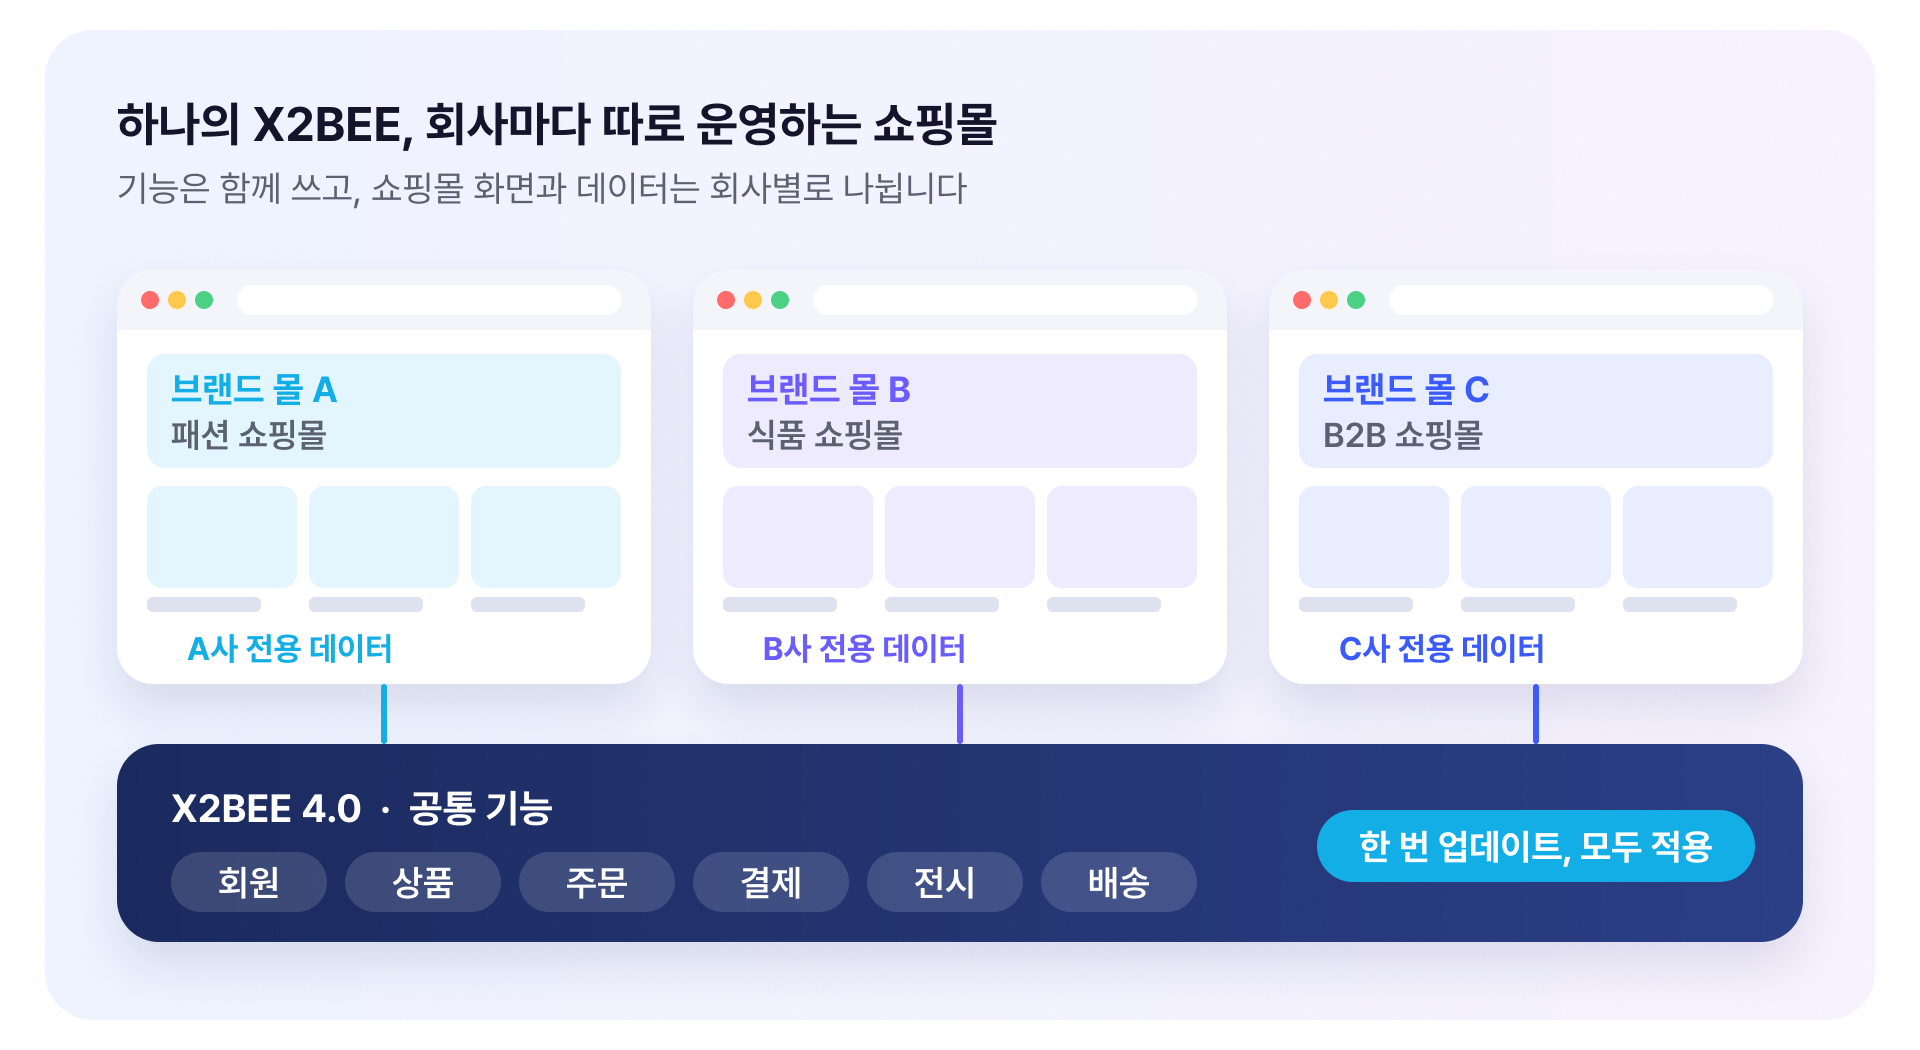 하나의 X2BEE, 회사마다 따로 운영하는 쇼핑몰
기능은 함께 쓰고, 쇼핑몰 화면과 데이터는 회사별로 나뉩니다
브랜드 몰 A
패션 쇼핑몰
A사 전용 데이터
브랜드 몰 B
식품 쇼핑몰
B사 전용 데이터
브랜드 몰 C
B2B 쇼핑몰
C사 전용 데이터
X2BEE 4.0 · 공통 기능
회원 상품 주문 결제 전시 배송
한 번 업데이트, 모두 적용